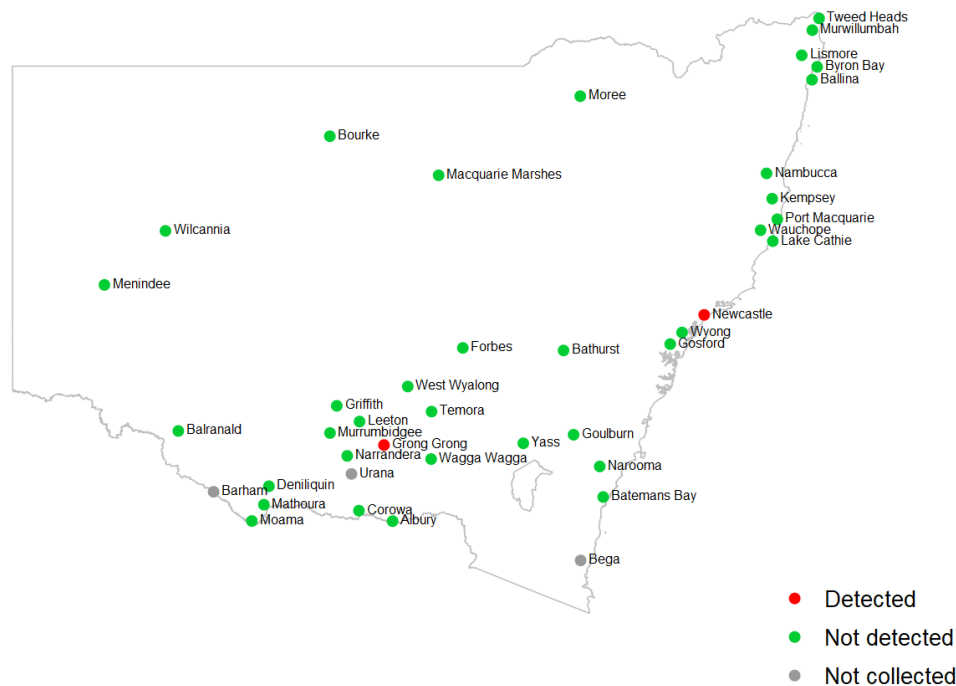 Tweed Heads
Murwillumbah
Lismore
Byron Bay
Ballina
Moree
Bourke
Macquarie Marshes
Nambucca
Kempsey
Port Macquarie
Wauchope
Lake Cathie
Wilcannia
Menindee
Newcastle
Wyong
Gosford
Forbes
Bathurst
West Wyalong
Griffith
Temora
Leeton
Balranald
Murrumbidgee
Goulburn
Grong Grong
Yass
Narrandera
Wagga Wagga
Narooma
Urana
Deniliquin
Barham
Batemans Bay
Mathoura
Corowa
Moama
Albury
Bega
Detected
Not detected
Not collected